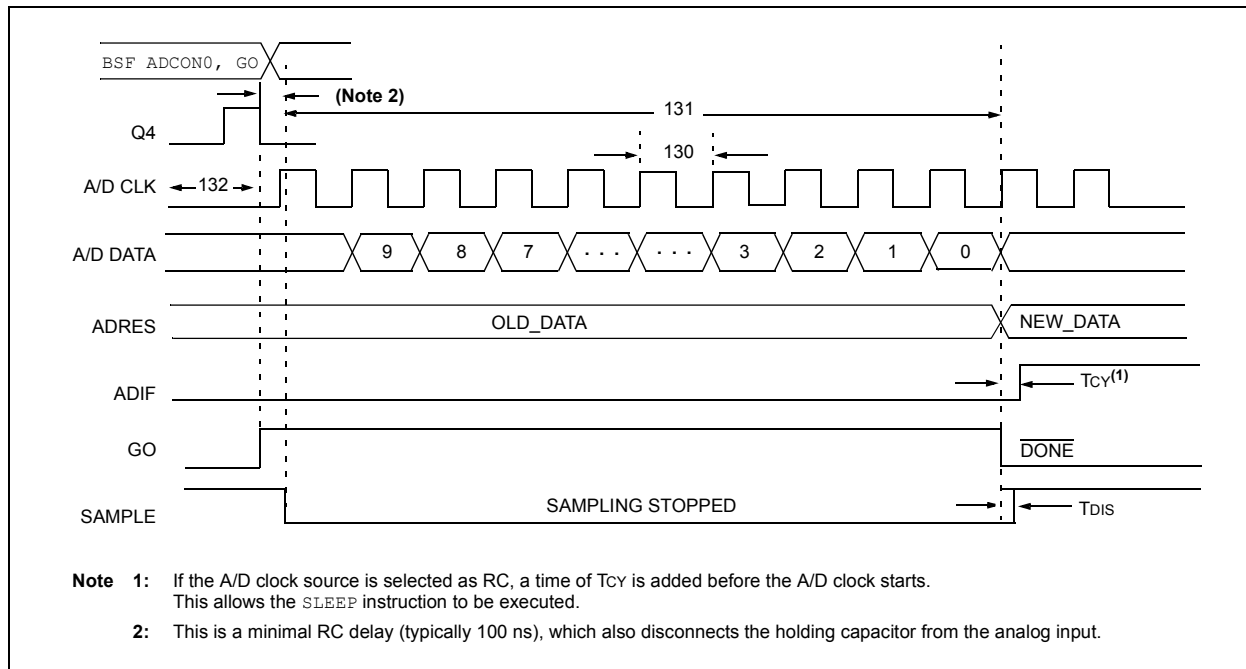 BSF ADCON0, GO
(Note 2)
131
Q4
130
A/D CLK
132
A/D DATA
9 8 7 . . . . . . 3 2 1 0
ADRES
OLD_DATA
NEW_DATA
ADIF
TCY(1)
GO
DONE
SAMPLE
SAMPLING STOPPED
TDIS
Note 1: If the A/D clock source is selected as RC, a time of TCY is added before the A/D clock starts.
This allows the SLEEP instruction to be executed.
2: This is a minimal RC delay (typically 100 ns), which also disconnects the holding capacitor from the analog input.